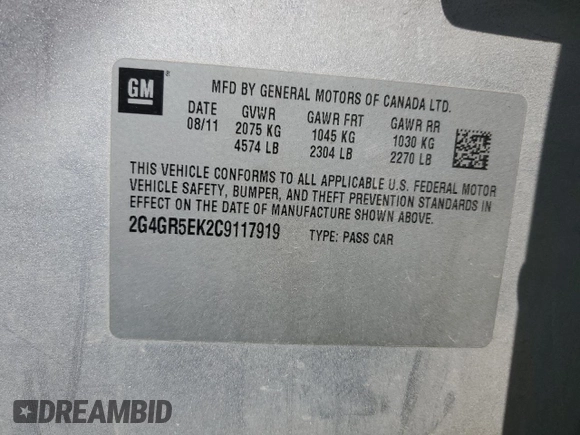 GM ®
MFD BY GENERAL MOTORS OF CANADA LTD.
DATE GVWR GAWR FRT GAWR RR
08/11 2075 KG 1045 KG 1030 KG
4574 LB 2304 LB 2270 LB
THIS VEHICLE CONFORMS TO ALL APPLICABLE U.S. FEDERAL MOTOR
VEHICLE SAFETY, BUMPER, AND THEFT PREVENTION STANDARDS IN
EFFECT ON THE DATE OF MANUFACTURE SHOWN ABOVE.
2G4GR5EK2C9117919 TYPE: PASS CAR
DREAMBID